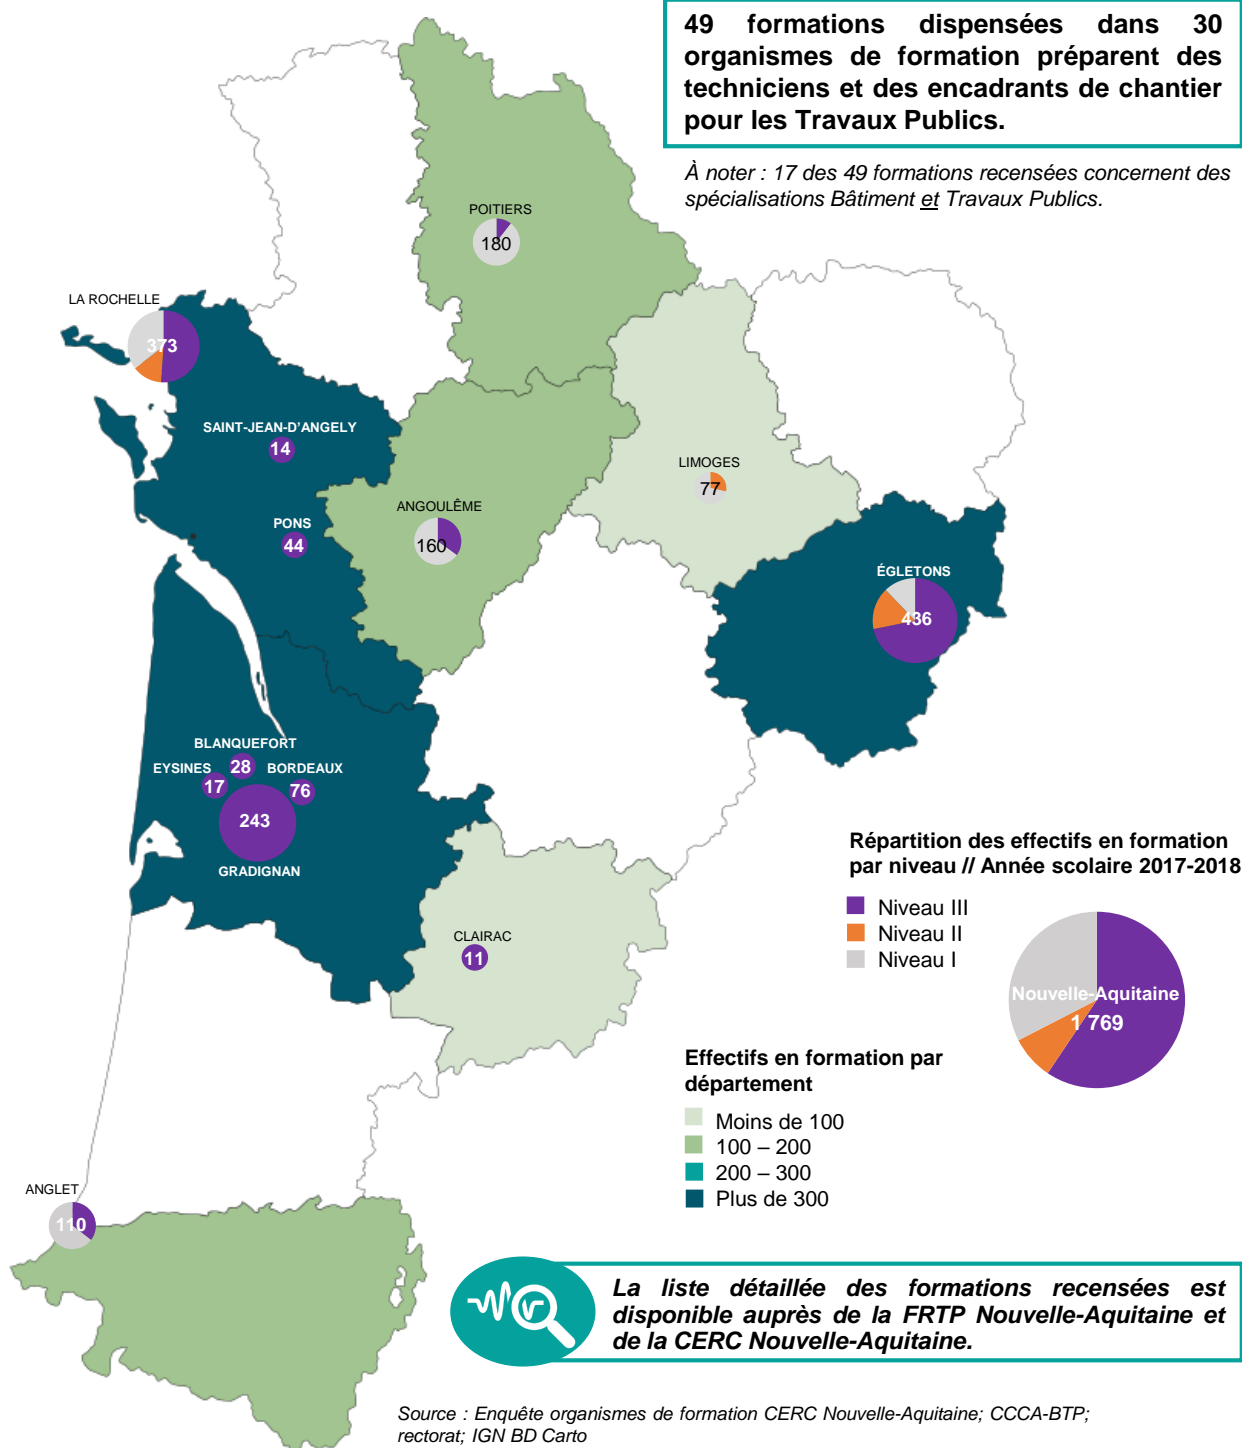 49 formations dispensées dans 30
organismes de formation préparent des
techniciens et des encadrants de chantier
pour les Travaux Publics.
À noter : 17 des 49 formations recensées concernent des
spécialisations Bâtiment et Travaux Publics.
POITIERS
180
LA ROCHELLE
373
SAINT-JEAN-D'ANGELY
14
LIMOGES
77
ANGOULÊME
160
PONS
44
ÉGLETONS
436
BLANQUEFORT
28
EYSINES
17
BORDEAUX
76
243
GRADIGNAN
CLAIRAC
11
Répartition des effectifs en formation
par niveau // Année scolaire 2017-2018
Niveau III
Niveau II
Niveau I
Nouvelle-Aquitaine
1 769
Effectifs en formation par
département
Moins de 100
100 – 200
200 – 300
Plus de 300
ANGLET
110
La liste détaillée des formations recensées est
disponible auprès de la FRTP Nouvelle-Aquitaine et
de la CERC Nouvelle-Aquitaine.
Source : Enquête organismes de formation CERC Nouvelle-Aquitaine; CCCA-BTP;
rectorat; IGN BD Carto